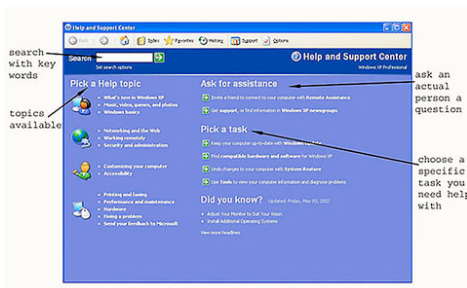 Help and Support Center
Back
Index
Favorites
History
Support
Options
Search
Set search options
Help and Support Center
Windows XP Professional
search
with key
words
topics
available
Pick a Help topic
What's new in Windows XP
Music, video, games, and photos
Windows basics
Networking and the Web
Working remotely
Security and administration
Customizing your computer
Accessibility
Printing and faxing
Performance and maintenance
Hardware
Fixing a problem
Send your feedback to Microsoft
Ask for assistance
Invite a friend to connect to your computer with Remote Assistance
Get support, or find information in Windows XP newsgroups
Pick a task
Keep your computer up-to-date with Windows
Find compatible hardware and software for Windows XP
Undo changes to your computer with System Restore
Use Tools to view your computer information and diagnose problems
Did you know?
Updated: Friday, May 03, 2002
Adjust Your Monitor to Suit Your Vision
Install Additional Operating Systems
View more headlines
ask an
actual
person a
question
choose a
specific
task you
need help
with